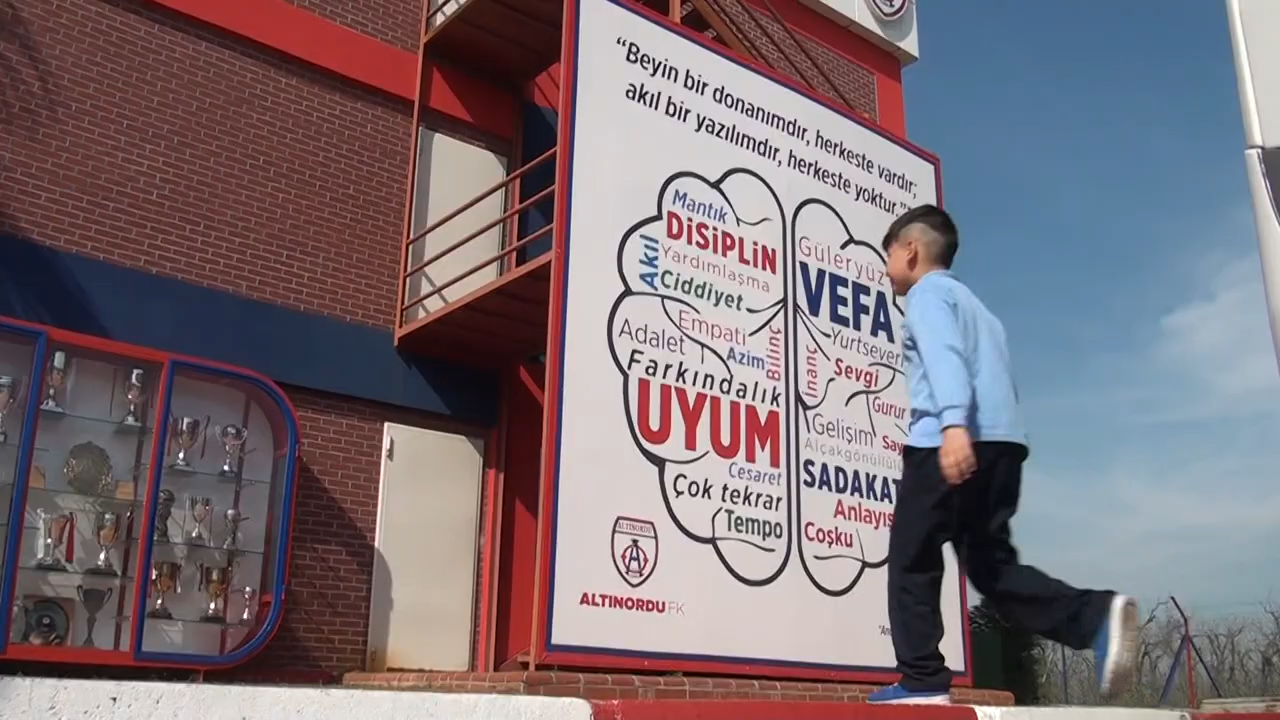 “Beyin bir donanımdır, herkeste vardır;
akıl bir yazılımdır, herkeste yoktur.”
Mantık
DİSİPLİN
Akıl
Yardımlaşma
Ciddiyet
Empati
Adalet
Azim
Bilinç
Farkındalık
UYUM
Cesaret
Çok tekrar
Tempo
Güleryüz
VEFA
Yurtsever
İnanç
Sevgi
Gurur
Gelişim
Say
Alçakgönüllülü
SADAKAT
Anlayış
Coşku
ALTINORDU
ALTINORDU FK